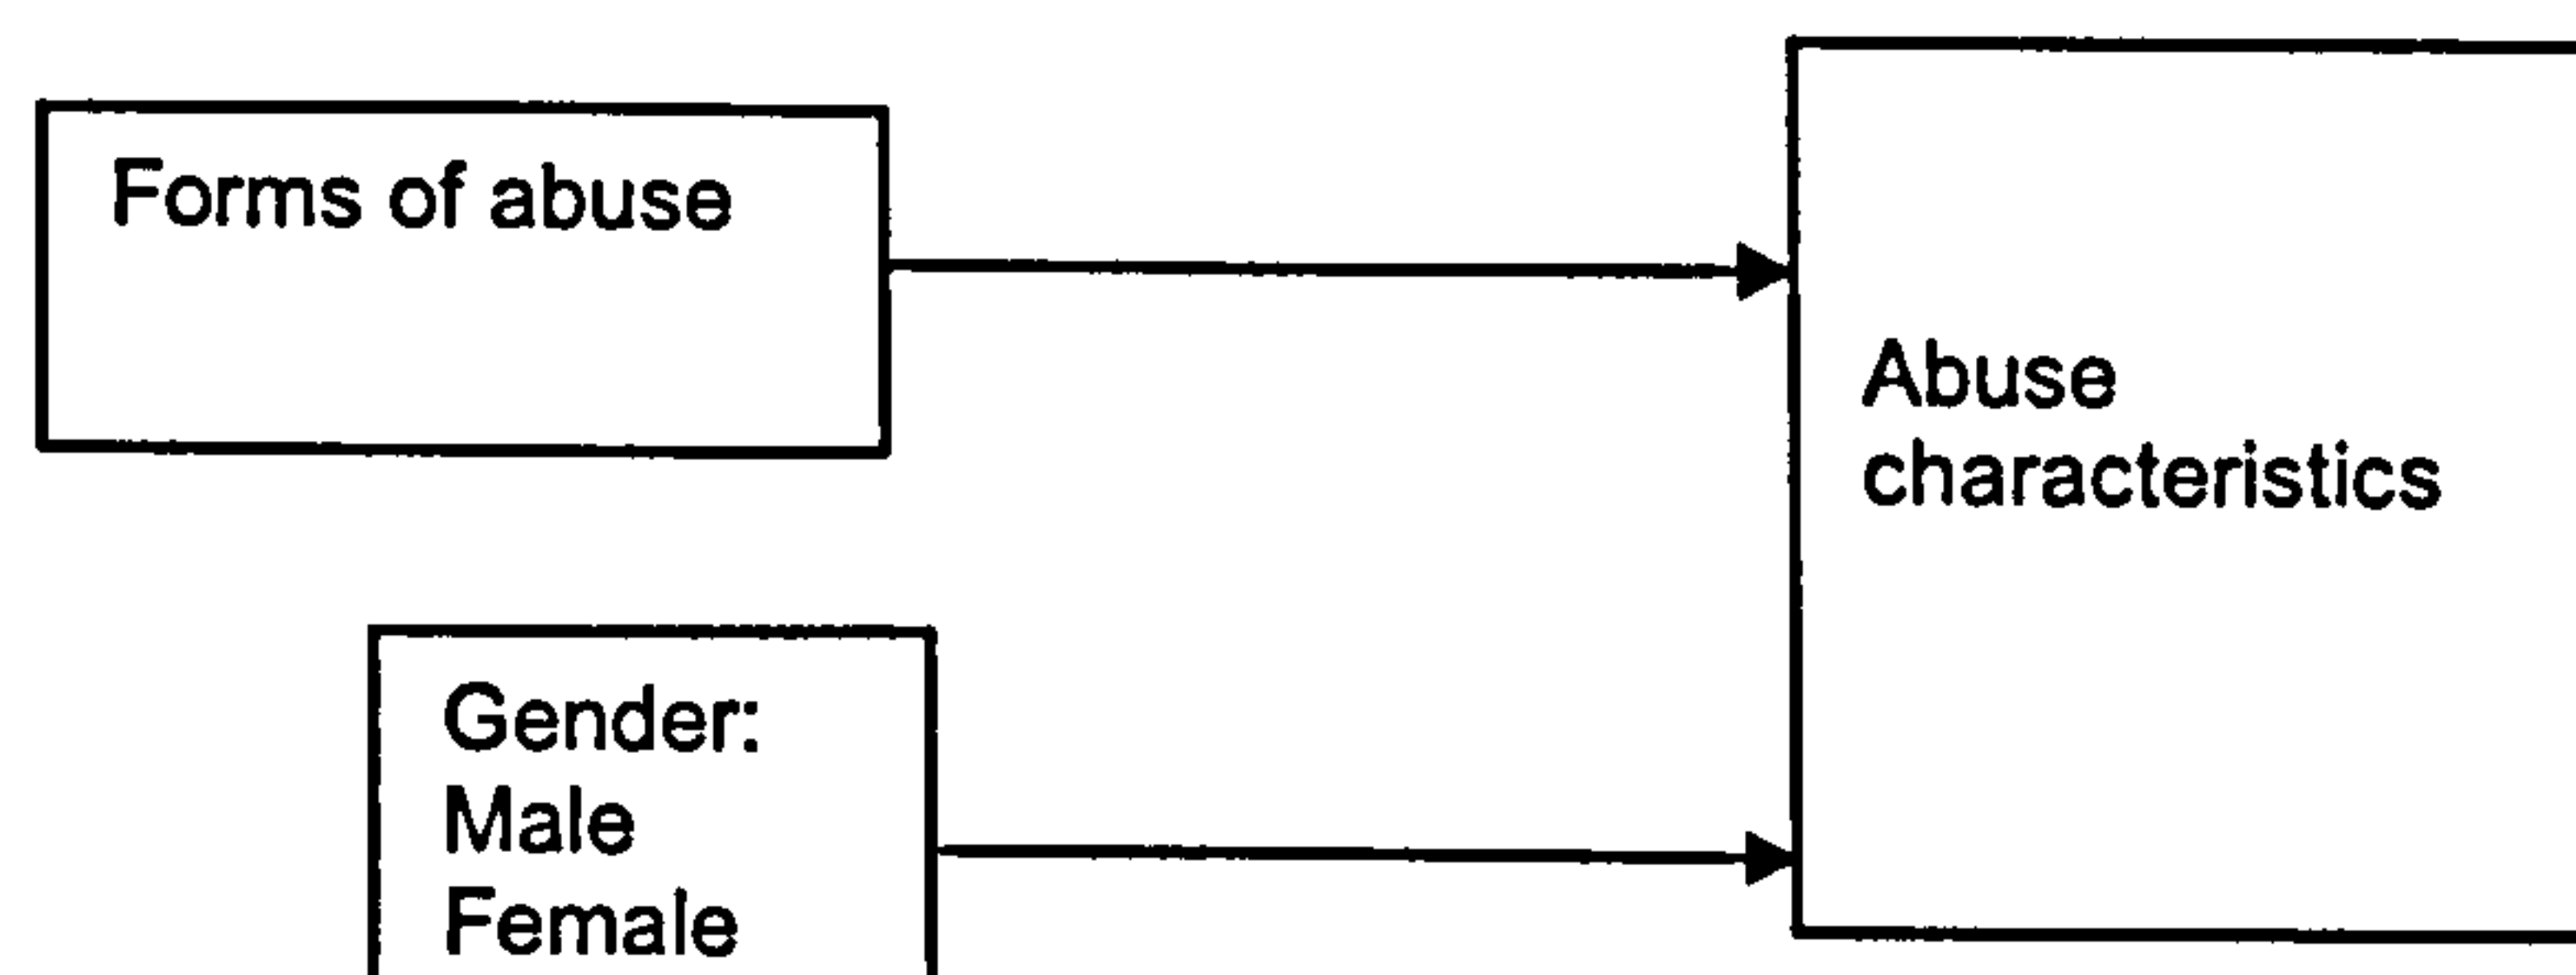 Forms of abuse
Abuse
characteristics
Gender:
Male
Female